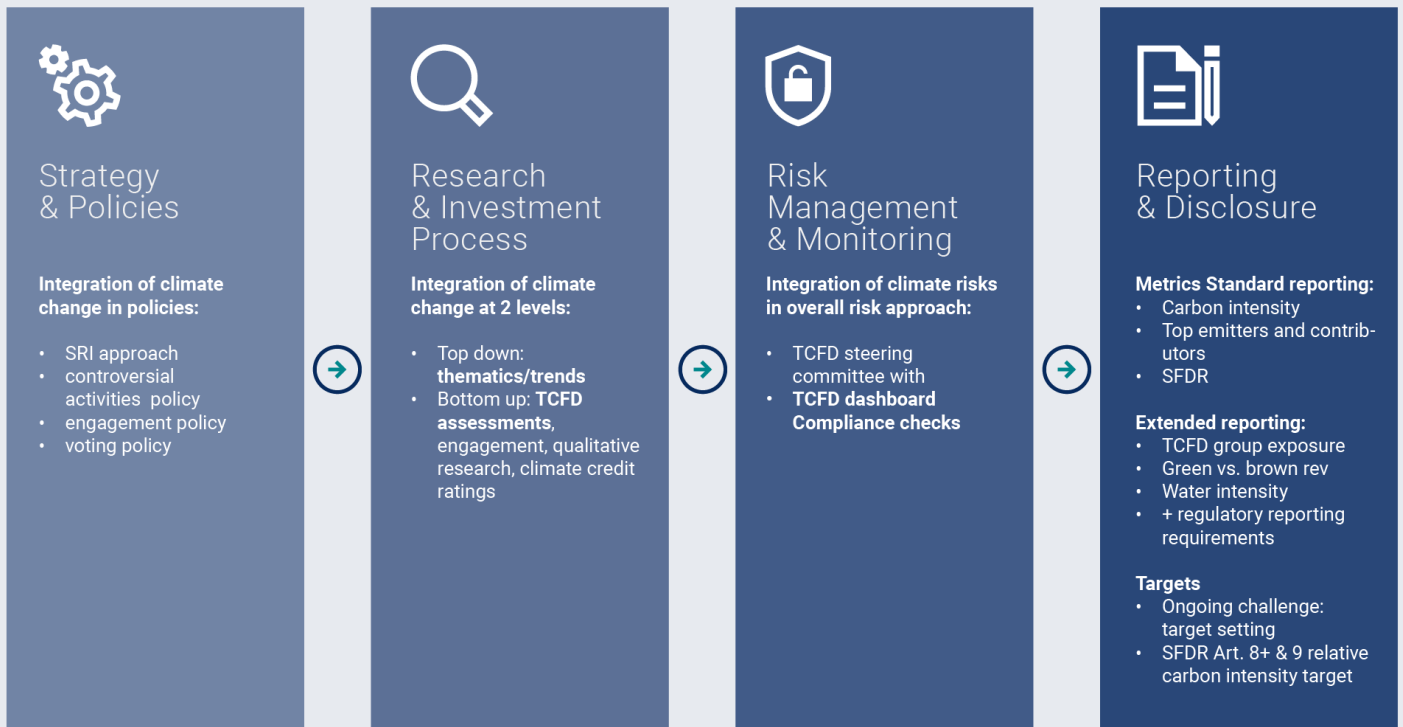 Strategy
& Policies
Integration of climate
change in policies:
• SRI approach
• controversial
activities policy
• engagement policy
• voting policy
Research
& Investment
Process
Integration of climate
change at 2 levels:
• Top down:
thematics/trends
• Bottom up: TCFD
assessments,
engagement, qualitative
research, climate credit
ratings
Risk
Management
& Monitoring
Integration of climate risks
in overall risk approach:
• TCFD steering
committee with
• TCFD dashboard
Compliance checks
Reporting
& Disclosure
Metrics Standard reporting:
• Carbon intensity
• Top emitters and contrib-
utors
• SFDR
Extended reporting:
• TCFD group exposure
• Green vs. brown rev
• Water intensity
• + regulatory reporting
requirements
Targets
• Ongoing challenge:
target setting
• SFDR Art. 8+ & 9 relative
carbon intensity target